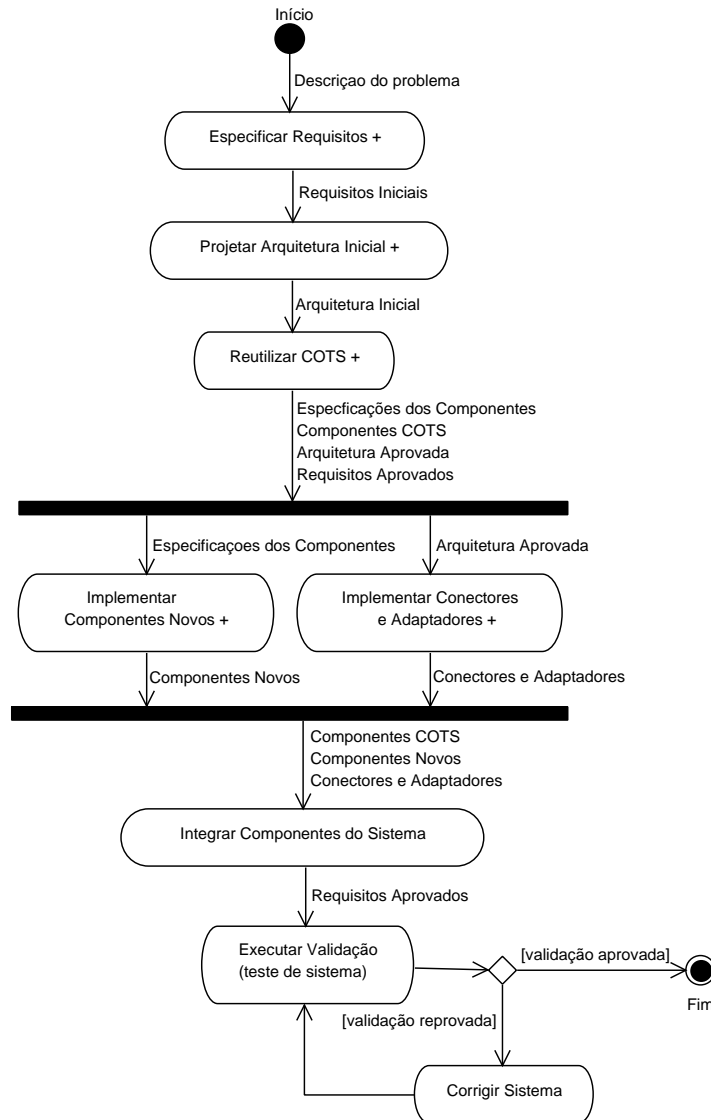 Início
Descriçao do problema
Especificar Requisitos +
Requisitos Iniciais
Projetar Arquitetura Inicial +
Arquitetura Inicial
Reutilizar COTS +
Especficações dos Componentes
Componentes COTS
Arquitetura Aprovada
Requisitos Aprovados
Especificaçoes dos Componentes
Arquitetura Aprovada
Implementar
Componentes Novos +
Implementar Conectores
e Adaptadores +
Componentes Novos
Conectores e Adaptadores
Componentes COTS
Componentes Novos
Conectores e Adaptadores
Integrar Componentes do Sistema
Requisitos Aprovados
Executar Validação
(teste de sistema)
[validação aprovada]
Fim
[validação reprovada]
Corrigir Sistema